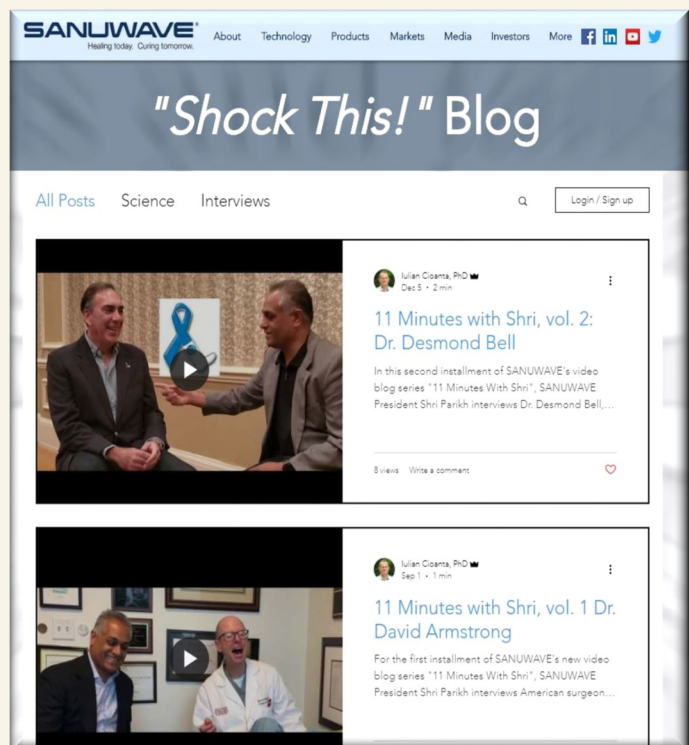 SANUWAVE®
Healing today. Curing tomorrow.
About Technology Products Markets Media Investors More
"Shock This!" Blog
All Posts Science Interviews
Login / Sign up
Iulian Cioanta, PhD
Dec 5 • 2 min
11 Minutes with Shri, vol. 2:
Dr. Desmond Bell
In this second installment of SANUWAVE's video
blog series "11 Minutes With Shri", SANUWAVE
President Shri Parikh interviews Dr. Desmond Bell,...
8 views Write a comment
Iulian Cioanta, PhD
Sep 1 • 1 min
11 Minutes with Shri, vol. 1 Dr.
David Armstrong
For the first installment of SANUWAVE's new video
blog series "11 Minutes with Shri", SANUWAVE
President Shri Parikh interviews American surgeon...